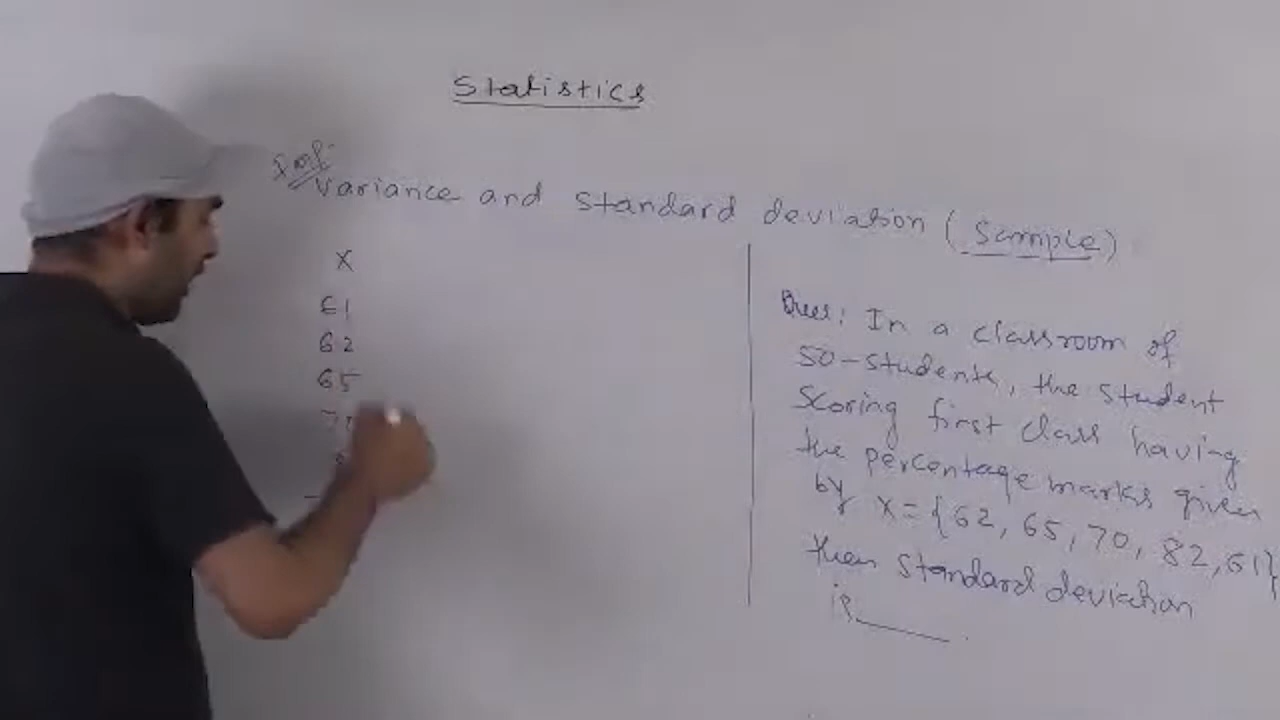 Statistics
Variance and Standard deviation (Sample)
X
61
62
65
Ques: In a classroom of
50-students, the student
Scoring first class having
the percentage marks given
by X={62, 65, 70, 82, 61}
then Standard deviation
is